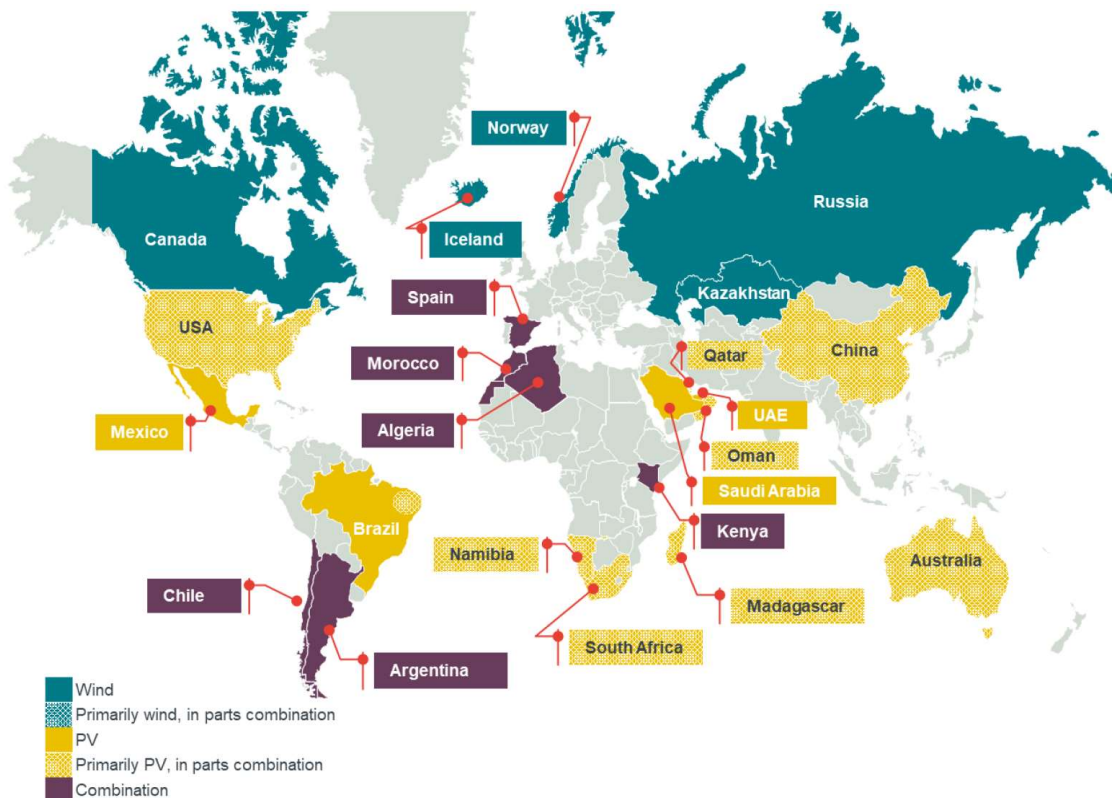 Norway
Russia
Canada
Iceland
Kazakhstan
Spain
USA
Qatar
China
Morocco
Mexico
Algeria
UAE
Oman
Saudi Arabia
Brazil
Kenya
Namibia
Australia
Chile
Madagascar
South Africa
Argentina
Wind
Primarily wind, in parts combination
PV
Primarily PV, in parts combination
Combination